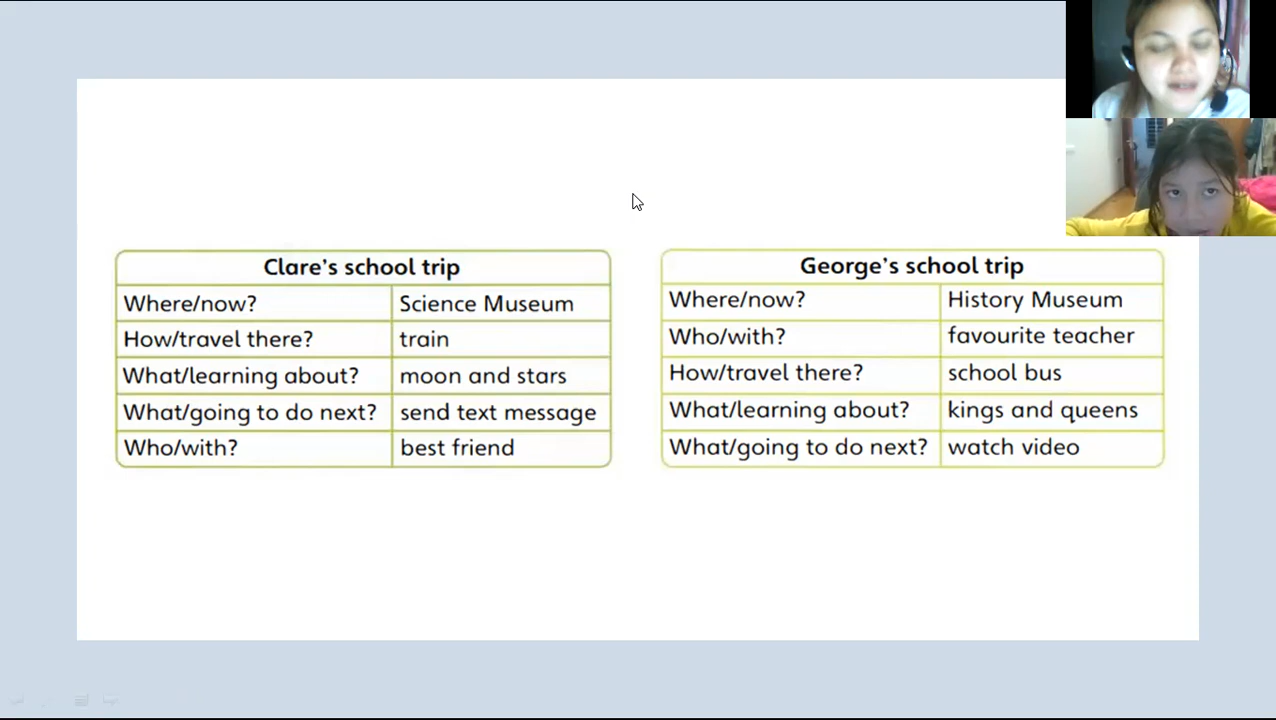 Clare's school trip
Where/now? Science Museum
How/travel there? train
What/learning about? moon and stars
What/going to do next? send text message
Who/with? best friend
George's school trip
Where/now? History Museum
Who/with? favourite teacher
How/travel there? school bus
What/learning about? kings and queens
What/going to do next? watch video